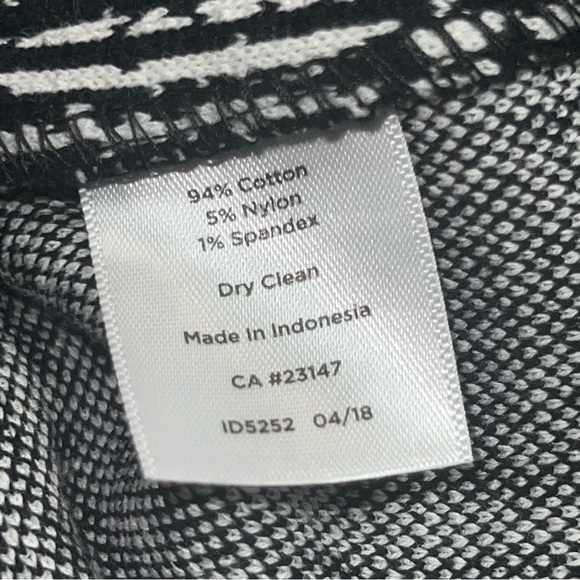 94% Cotton
5% Nylon
1% Spandex
Dry Clean
Made In Indonesia
CA #23147
ID5252 04/18